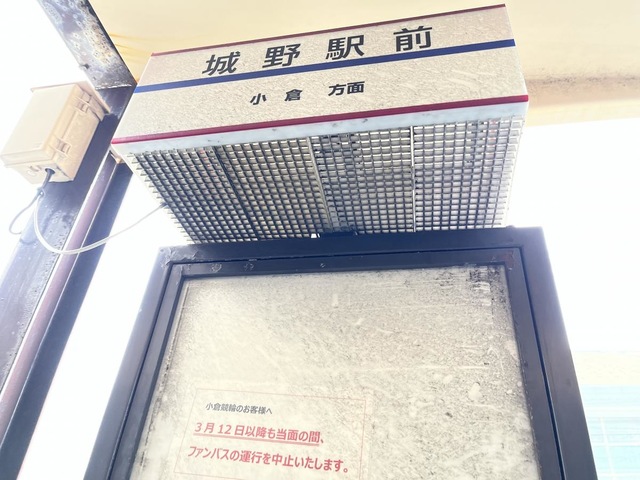 城野駅前
小倉 方面
小倉競輪のお客様へ
3月12日以降も当面の間、
ファンバスの運行を中止いたします。